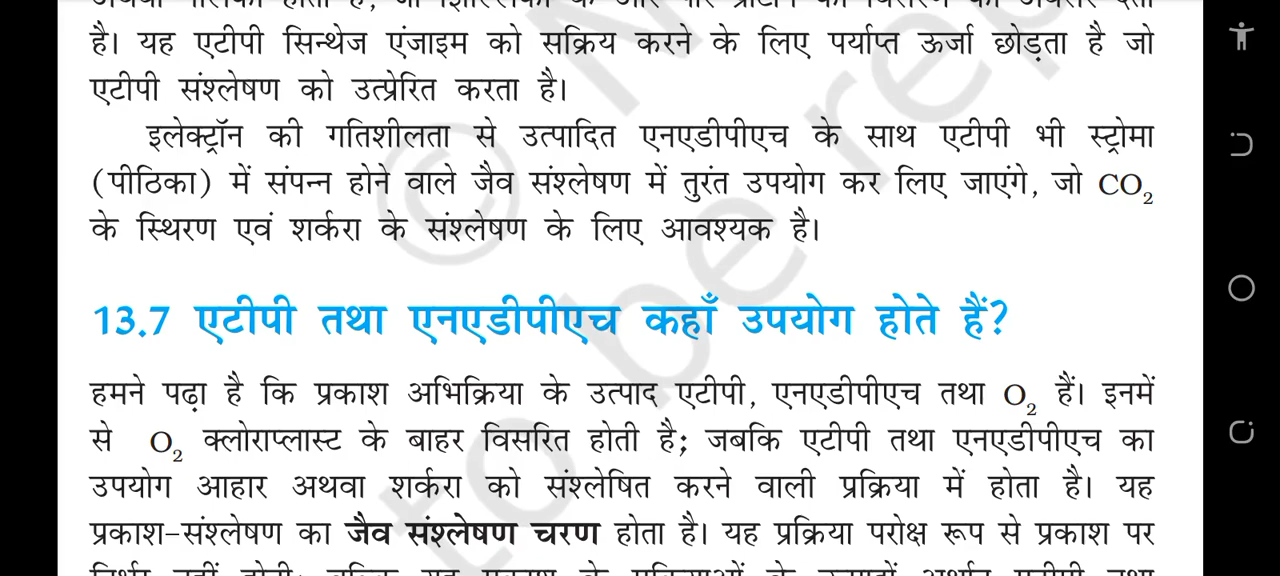 है। यह एटीपी सिन्थेज एंजाइम को सक्रिय करने के लिए पर्याप्त ऊर्जा छोड़ता है जो
एटीपी संश्लेषण को उत्प्रेरित करता है।
इलेक्ट्रॉन की गतिशीलता से उत्पादित एनएडीपीएच के साथ एटीपी भी स्ट्रोमा
(पीठिका) में संपन्न होने वाले जैव संश्लेषण में तुरंत उपयोग कर लिए जाएंगे, जो CO₂
के स्थिरण एवं शर्करा के संश्लेषण के लिए आवश्यक है।
13.7 एटीपी तथा एनएडीपीएच कहाँ उपयोग होते हैं?
हमने पढ़ा है कि प्रकाश अभिक्रिया के उत्पाद एटीपी, एनएडीपीएच तथा O₂ हैं। इनमें
से O₂ क्लोराप्लास्ट के बाहर विसरित होती है; जबकि एटीपी तथा एनएडीपीएच का
उपयोग आहार अथवा शर्करा को संश्लेषित करने वाली प्रक्रिया में होता है। यह
प्रकाश-संश्लेषण का जैव संश्लेषण चरण होता है। यह प्रक्रिया परोक्ष रूप से प्रकाश पर